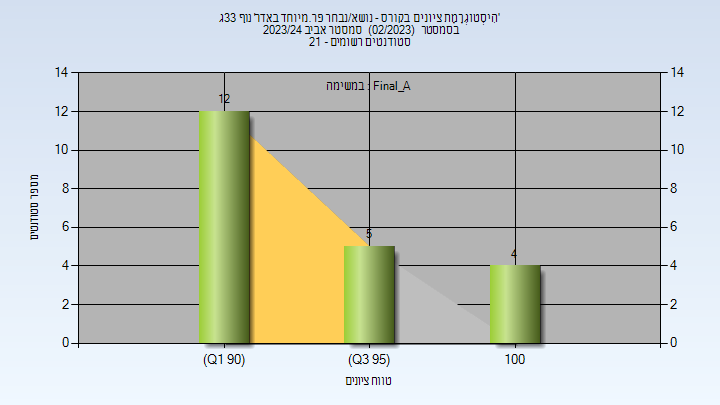 היסטוגרמת ציונים בקורס - נושא/נבחר פר.מיוחד באדר' נוף 33ג'
בסמסטר (02/2023) סמסטר אביב 2023/24
סטודנטים רשומים - 21
במשימה : Final_A
מספר סטודנטים
14
12
10
8
6
4
2
0
14
12
10
8
6
4
2
0
12
5
4
(Q1 90)
(Q3 95)
100
טווח ציונים